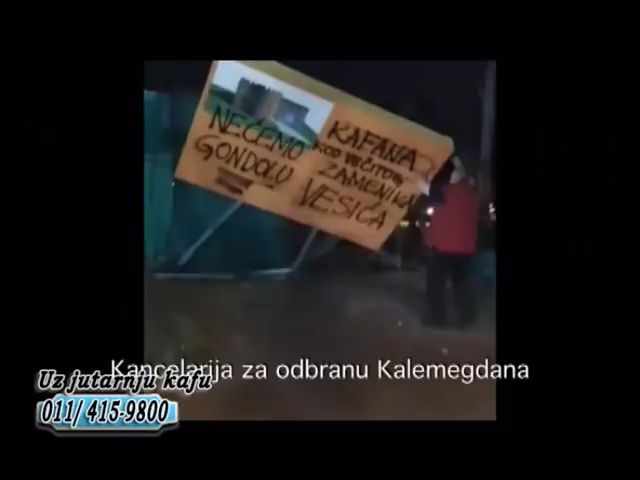 NEĆEMO
GONDOLU
KAFANA
KOD VEČITOG
ZAMENIKA
VESIĆA
Kancelarija za odbranu Kalemegdana
Uz jutarnju kafu
011/ 415-9800